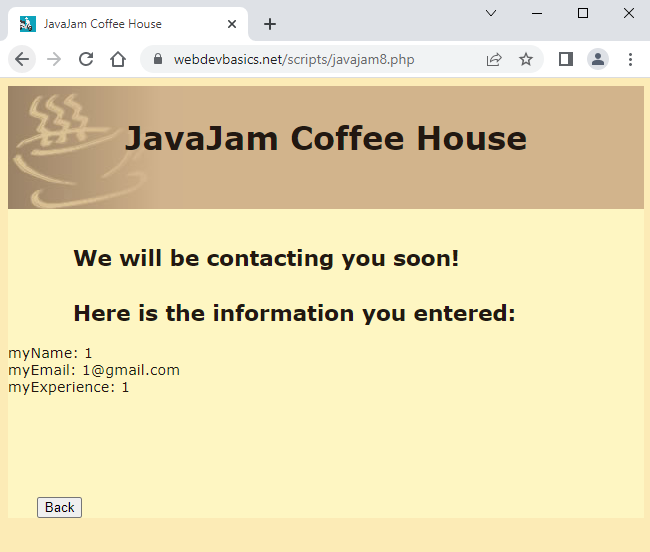 JavaJam Coffee House
webdevbasics.net/scripts/javajam8.php
JavaJam Coffee House
We will be contacting you soon!
Here is the information you entered:
myName: 1
myEmail: 1@gmail.com
myExperience: 1
Back